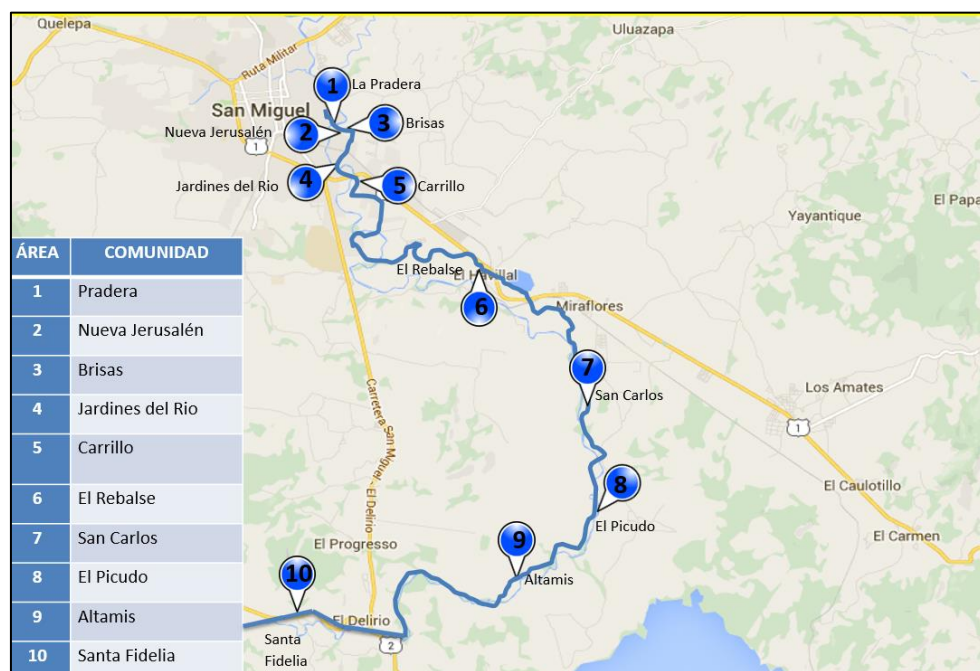 Quelepa
Uluazapa
Ruta Militar
1
La Pradera
San Miguel
Nueva Jerusalén
2
3
Brisas
1
Jardines del Rio
4
5
Carrillo
El Papa
Yayantique
El Rebalse
El Havillal
6
Miraflores
7
San Carlos
Los Amates
1
Carretera San Miguel - El Delirio
8
El Caulotillo
El Picudo
El Carmen
9
El Progresso
Altamis
10
El Delirio
Santa
Fidelia
2
ÁREA COMUNIDAD
1 Pradera
2 Nueva Jerusalén
3 Brisas
4 Jardines del Rio
5 Carrillo
6 El Rebalse
7 San Carlos
8 El Picudo
9 Altamis
10 Santa Fidelia